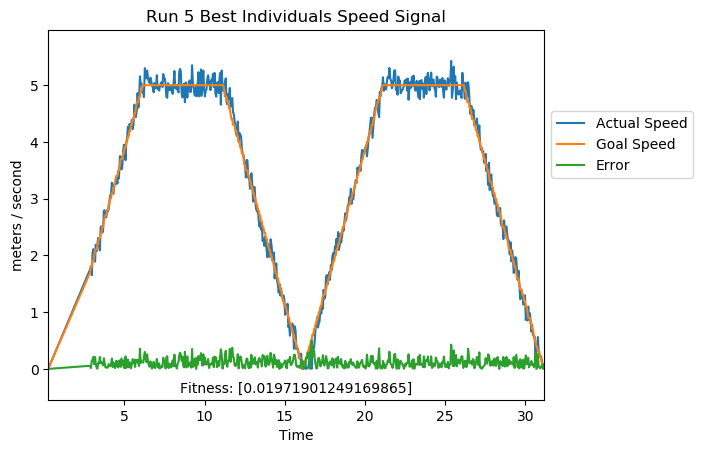 Run 5 Best Individuals Speed Signal
meters / second
5
4
3
2
1
0
Actual Speed
Goal Speed
Error
Fitness: [0.01971901249169865]
5 10 15 20 25 30
Time